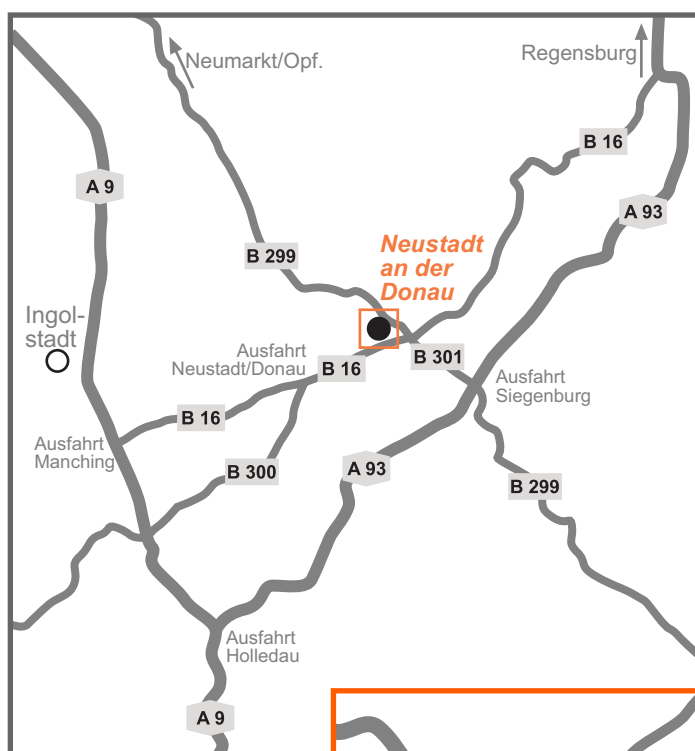 Neumarkt/Opf.
Regensburg
B 16
A 9
A 93
B 299
Neustadt
an der
Donau
Ingol-
stadt
Ausfahrt
Neustadt/Donau
B 16
B 301
Ausfahrt
Siegenburg
B 16
Ausfahrt
Manching
B 300
A 93
B 299
Ausfahrt
Holledau
A 9